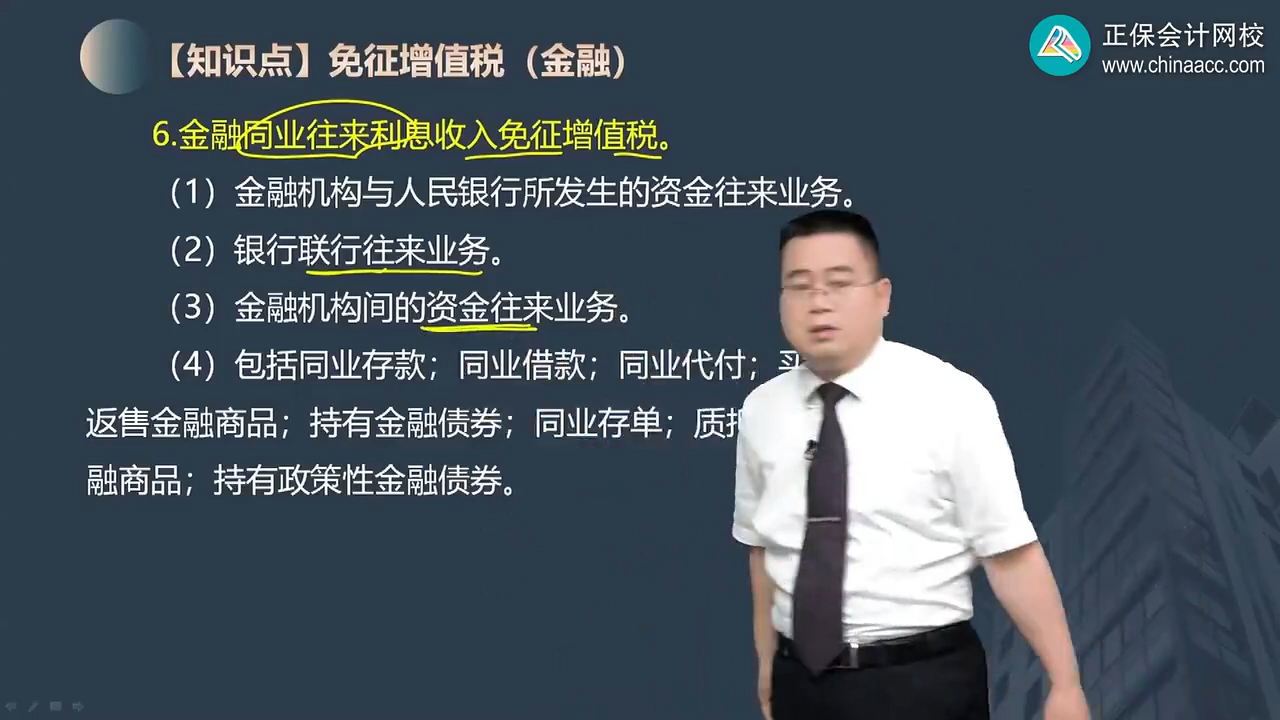 【知识点】免征增值税（金融）
正保会计网校
www.chinaacc.com
6.金融同业往来利息收入免征增值税。
（1）金融机构与人民银行所发生的资金往来业务。
（2）银行联行往来业务。
（3）金融机构间的资金往来业务。
（4）包括同业存款；同业借款；同业代付；
返售金融商品；持有金融债券；同业存单；质
融商品；持有政策性金融债券。